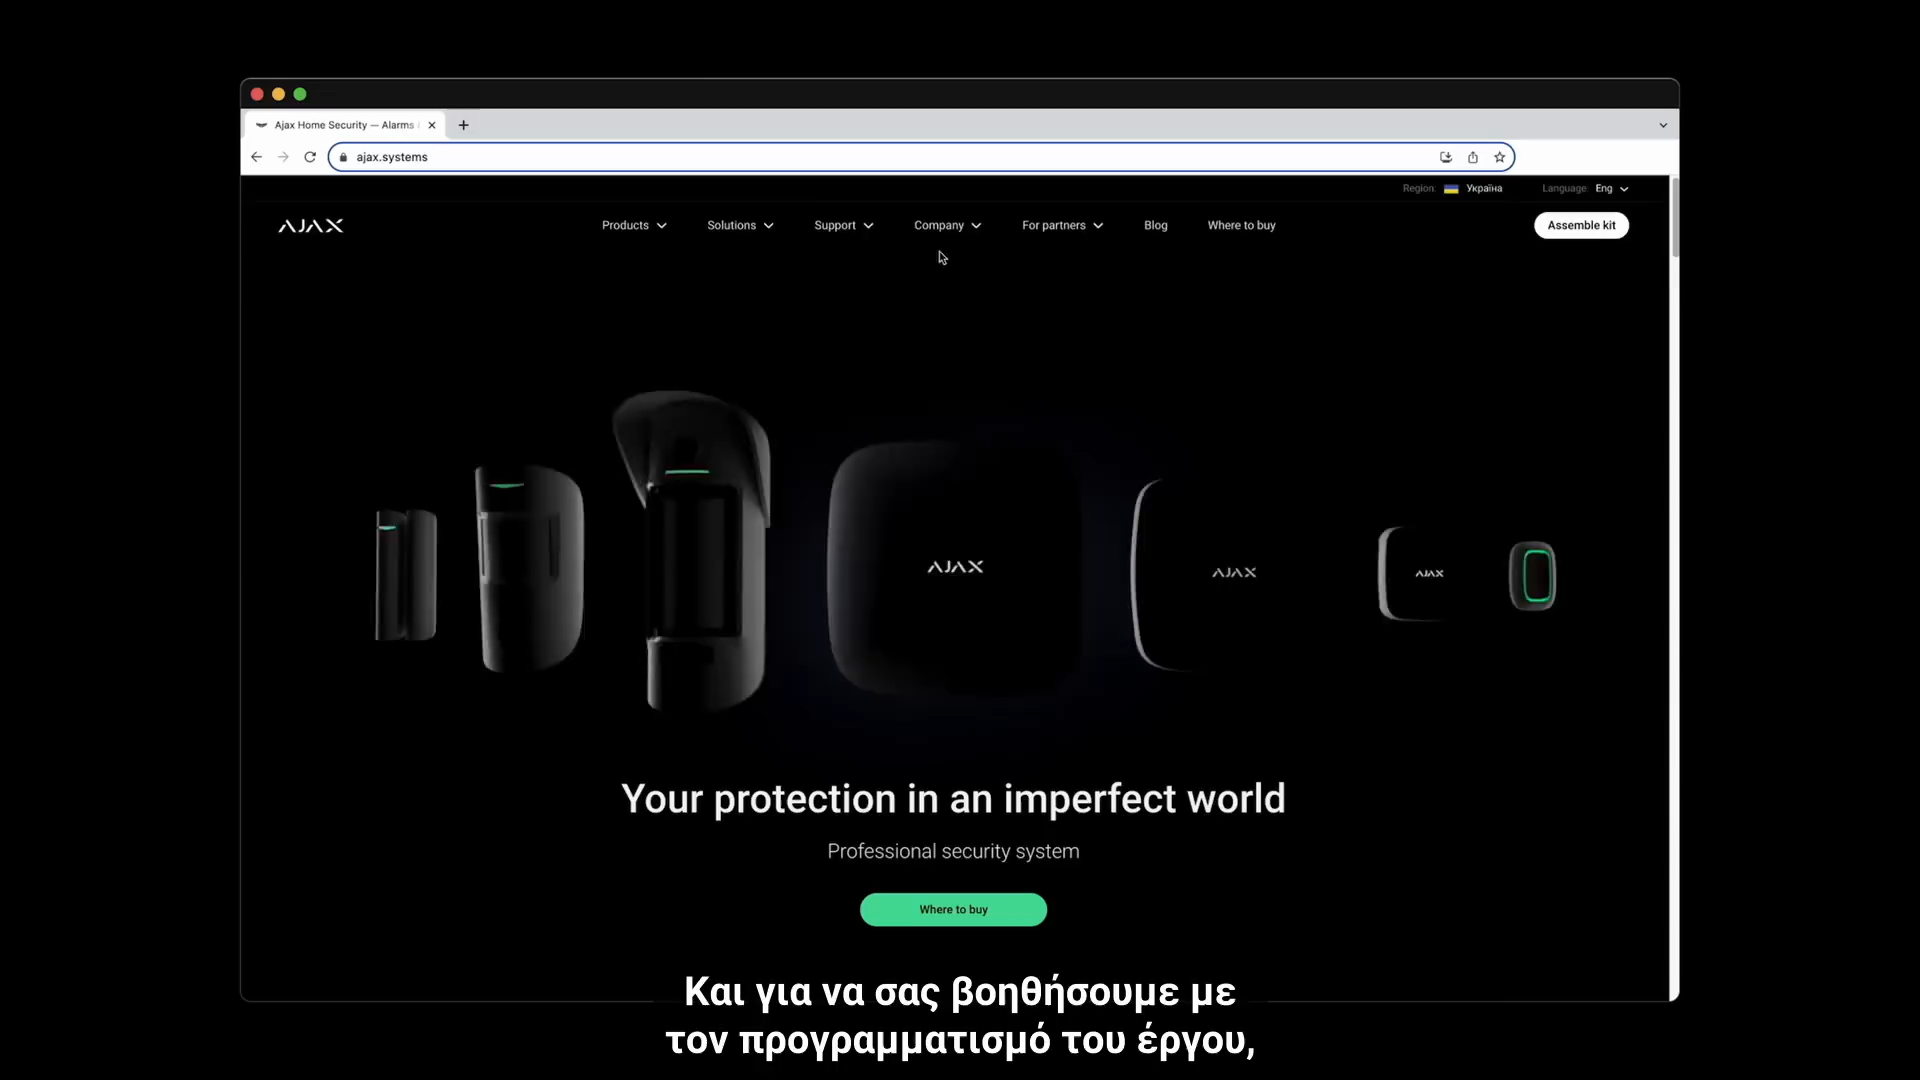 Ajax Home Security — Alarms
ajax.systems
Region: Україна Language: Eng
AJAX Products Solutions Support Company For partners Blog Where to buy Assemble kit
AJAX AJAX AJAX
Your protection in an imperfect world
Professional security system
Where to buy
Και για να σας βοηθήσουμε με
τον προγραμματισμό του έργου,